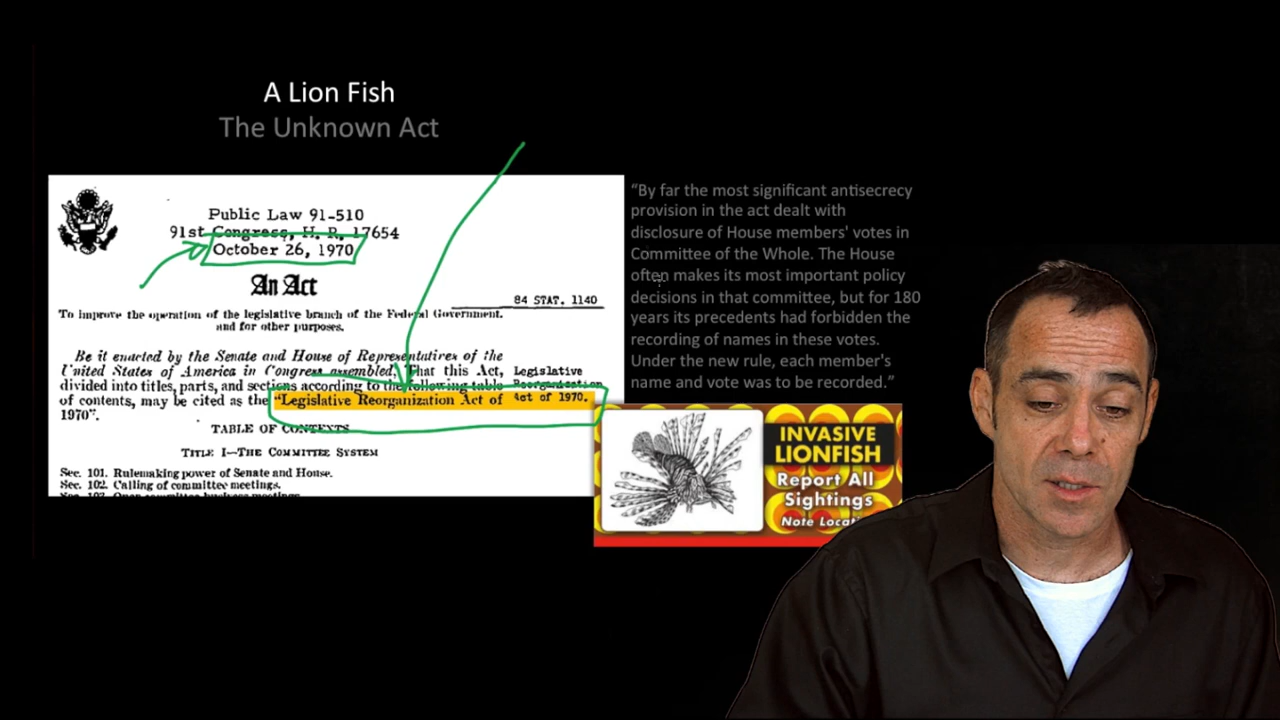 A Lion Fish
The Unknown Act
Public Law 91-510
91st Congress, H. R. 17654
October 26, 1970
An Act
84 STAT. 1140
To improve the operation of the legislative branch of the Federal Government,
and for other purposes.
Be it enacted by the Senate and House of Representatives of the
United States of America in Congress assembled, That this Act,
divided into titles, parts, and sections according to the following table
of contents, may be cited as the "Legislative Reorganization Act of
1970".
Legislative
Reorganization
Act of 1970.
TABLE OF CONTENTS
TITLE I—THE COMMITTEE SYSTEM
Sec. 101. Rulemaking power of Senate and House.
Sec. 102. Calling of committee meetings.
Sec. 103. Open committee business meetings.
“By far the most significant antisecrecy
provision in the act dealt with
disclosure of House members' votes in
Committee of the Whole. The House
often makes its most important policy
decisions in that committee, but for 180
years its precedents had forbidden the
recording of names in these votes.
Under the new rule, each member's
name and vote was to be recorded.”
INVASIVE
LIONFISH
Report All
Sightings
Note